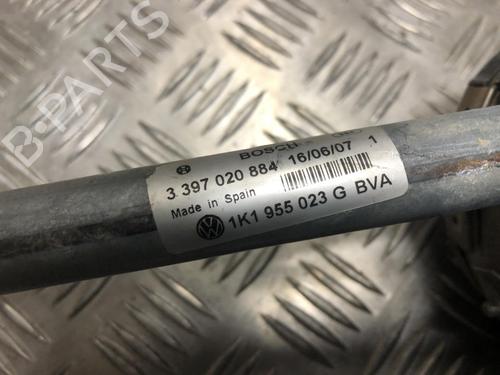 BOSCH
3 397 020 884 16/06/07 1
Made in Spain
1K1 955 023 G BVA
B-PARTS